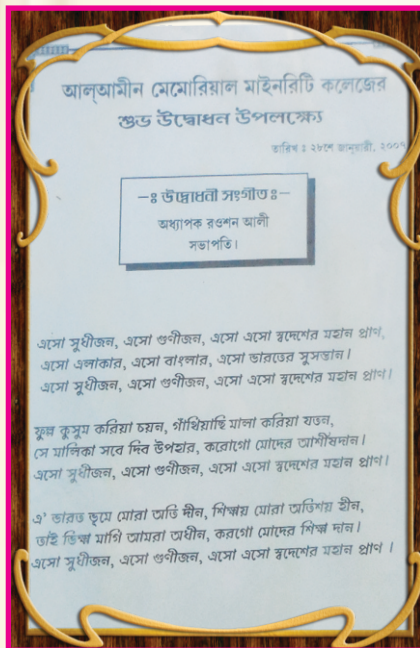 আল্‌আমীন মেমোরিয়াল মাইনরিটি কলেজের
শুভ উদ্বোধন উপলক্ষ্যে
তারিখ ঃ ২৮শে জানুয়ারী, ২০০৭
-ঃ উদ্বোধনী সংগীত ঃ-
অধ্যাপক রওশন আলী
সভাপতি।
এসো সুধীজন, এসো গুণীজন, এসো এসো স্বদেশের মহান প্রাণ,
এসো এলাকার, এসো বাংলার, এসো ভারতের সুসন্তান।
এসো সুধীজন, এসো গুণীজন, এসো এসো স্বদেশের মহান প্রাণ।
ফুল্ল কুসুম করিয়া চয়ন, গাঁথিয়াছি মালা করিয়া যতন,
সে মালিকা সবে দিব উপহার, করোগো মোদের আশীষদান।
এসো সুধীজন, এসো গুণীজন, এসো এসো স্বদেশের মহান প্রাণ।
এ' ভারত ভূমে মোরা অতি দীন, শিক্ষায় মোরা অতিশয় হীন,
তাই ভিক্ষা মাগি আমরা অধীন, করগো মোদের শিক্ষা দান।
এসো সুধীজন, এসো গুণীজন, এসো এসো স্বদেশের মহান প্রাণ।